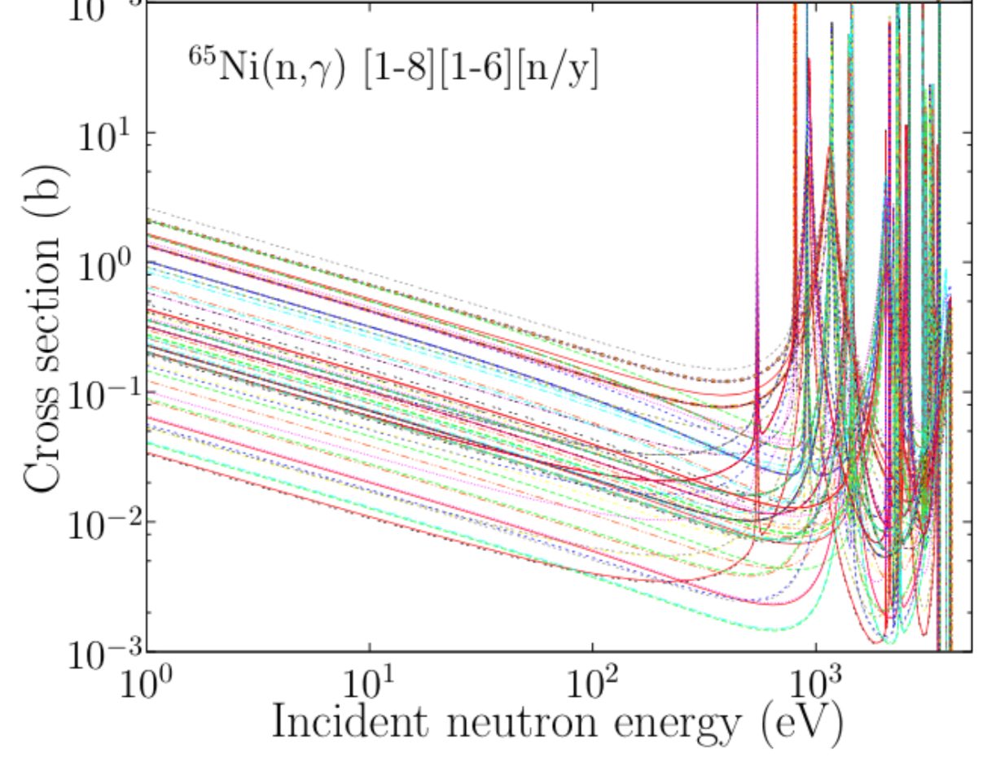 ⁶⁵Ni(n,γ) [1-8][1-6][n/y]
10¹
10⁰
10⁻¹
10⁻²
10⁻³
Cross section (b)
10⁰ 10¹ 10² 10³
Incident neutron energy (eV)